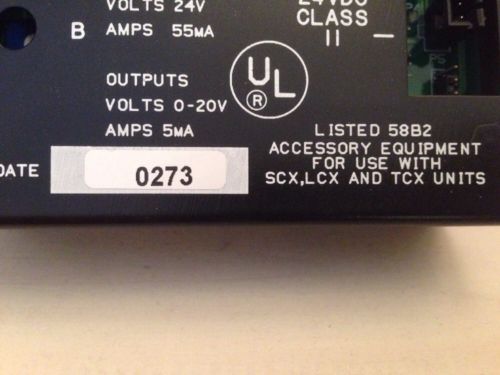 VOLTS 24V
B AMPS 55MA
OUTPUTS
VOLTS 0-20V
AMPS 5MA
DATE 0273
24VDC
CLASS
II
UL
®
LISTED 58B2
ACCESSORY EQUIPMENT
FOR USE WITH
SCX,LCX AND TCX UNITS